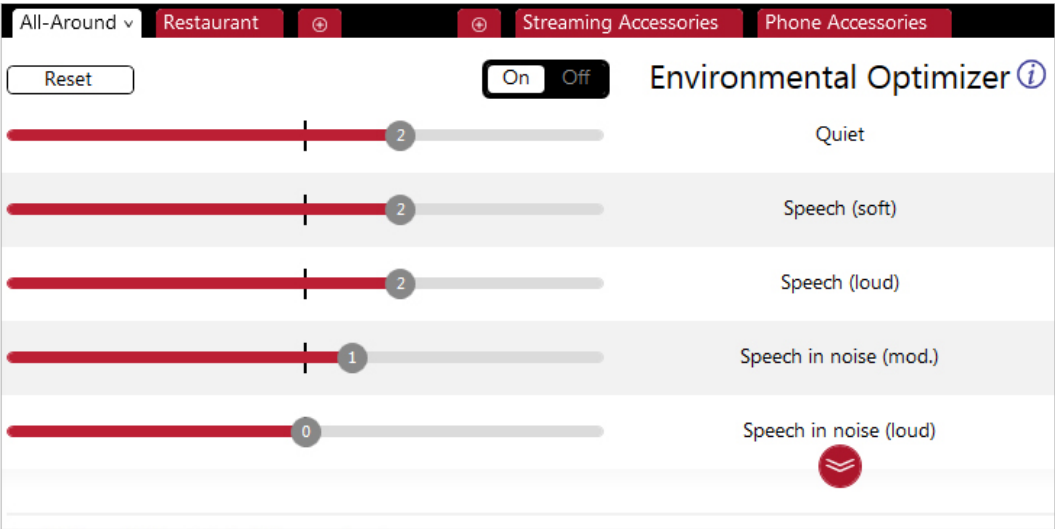 All-Around Restaurant Streaming Accessories Phone Accessories
Reset On Off Environmental Optimizer i
2 Quiet
2 Speech (soft)
2 Speech (loud)
1 Speech in noise (mod.)
0 Speech in noise (loud)